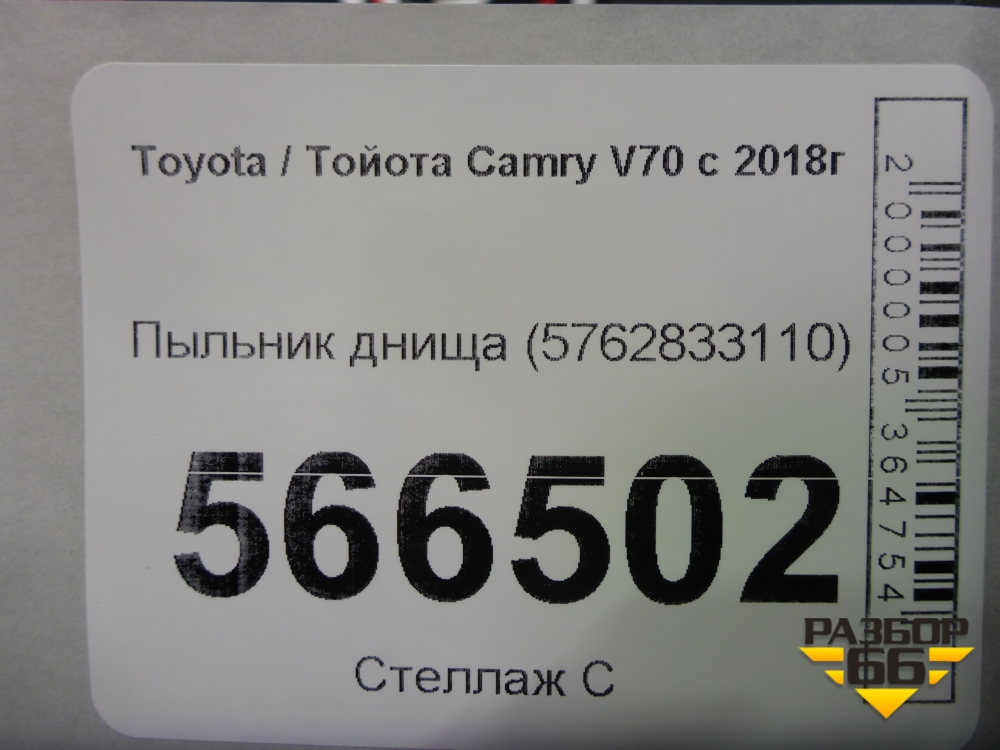 Toyota / Тойота Camry V70 с 2018г
Пыльник днища (5762833110)
566502
Стеллаж С
2000005364754
РАЗБОР
66